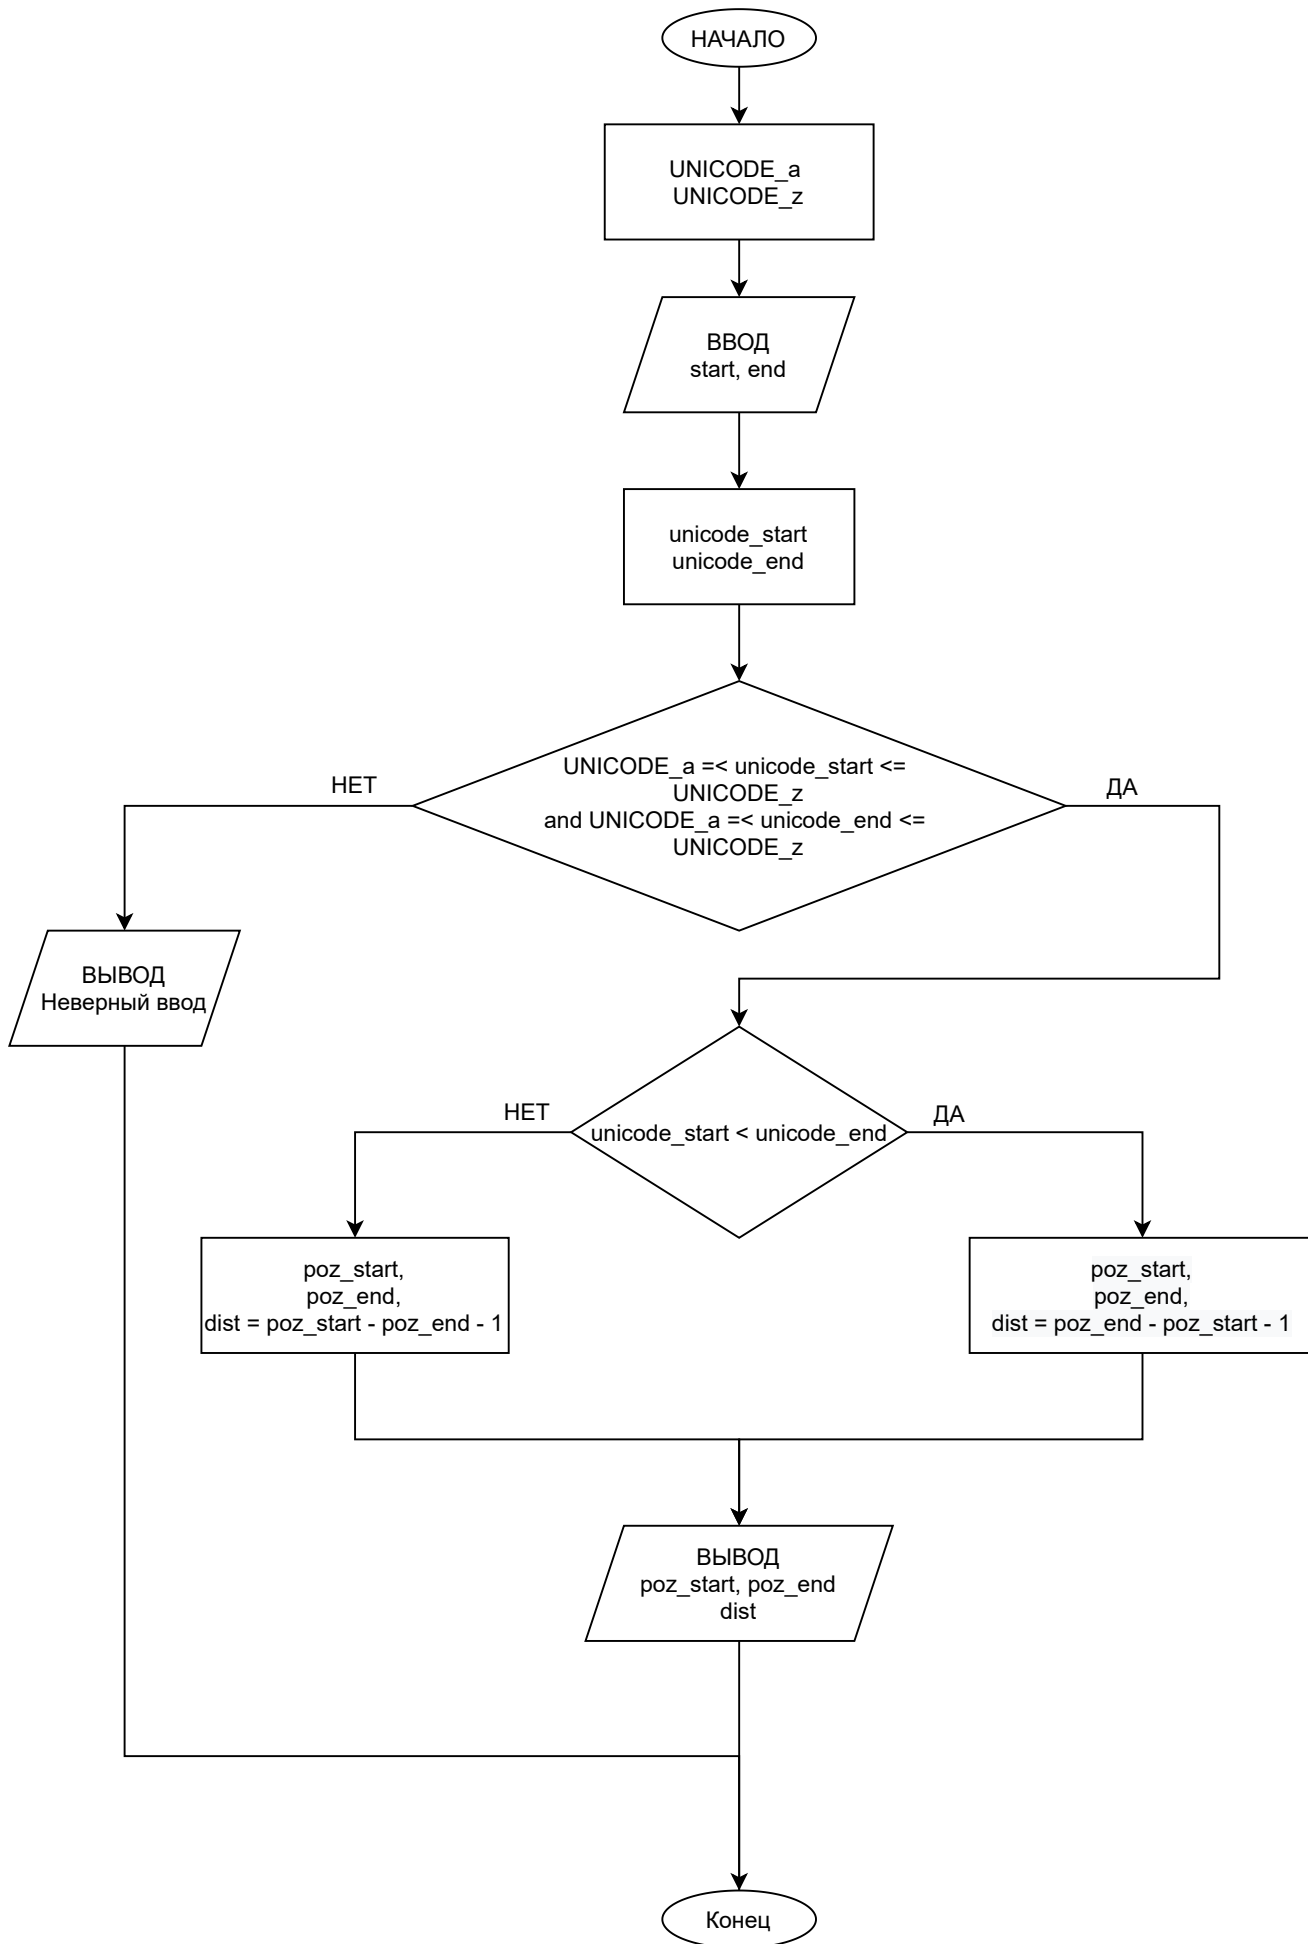 НАЧАЛО
UNICODE_a
UNICODE_z
ВВОД
start, end
unicode_start
unicode_end
UNICODE_a =< unicode_start <=
UNICODE_z
and UNICODE_a =< unicode_end <=
UNICODE_z
НЕТ
ДА
ВЫВОД
Неверный ввод
unicode_start < unicode_end
НЕТ
ДА
poz_start,
poz_end,
dist = poz_start - poz_end - 1
poz_start,
poz_end,
dist = poz_end - poz_start - 1
ВЫВОД
poz_start, poz_end
dist
Конец